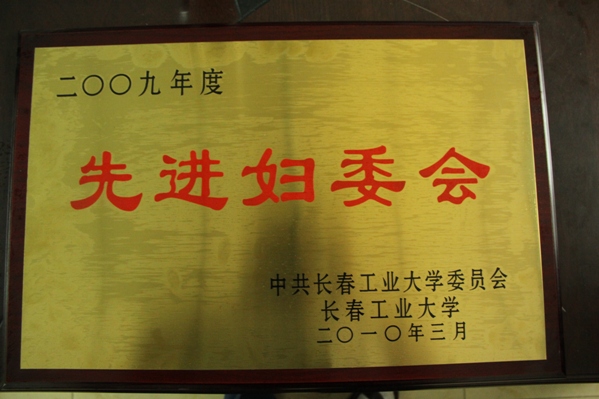 二〇〇九年度
先进妇委会
中共长春工业大学委员会
长春工业大学
二〇一〇年三月